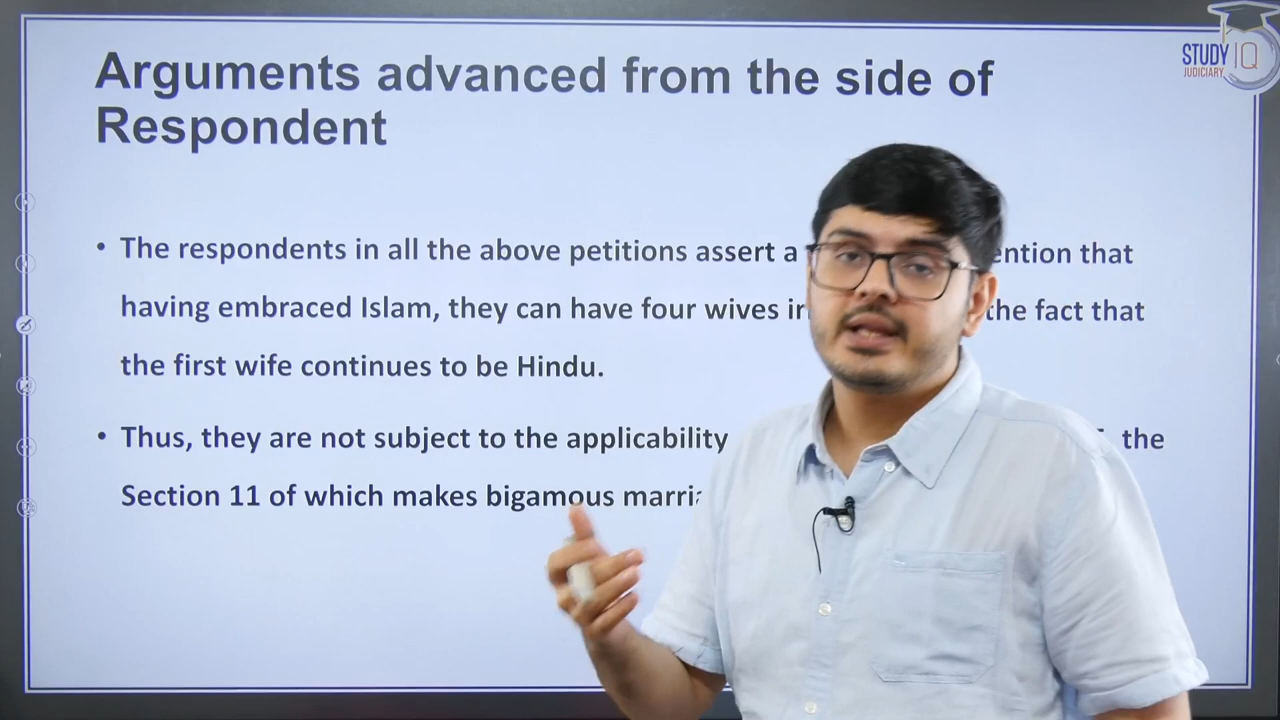 Arguments advanced from the side of
Respondent
• The respondents in all the above petitions assert a that
having embraced Islam, they can have four wives the fact that
the first wife continues to be Hindu.
• Thus, they are not subject to the applicability the
Section 11 of which makes bigamous
STUDY IQ
JUDICIARY